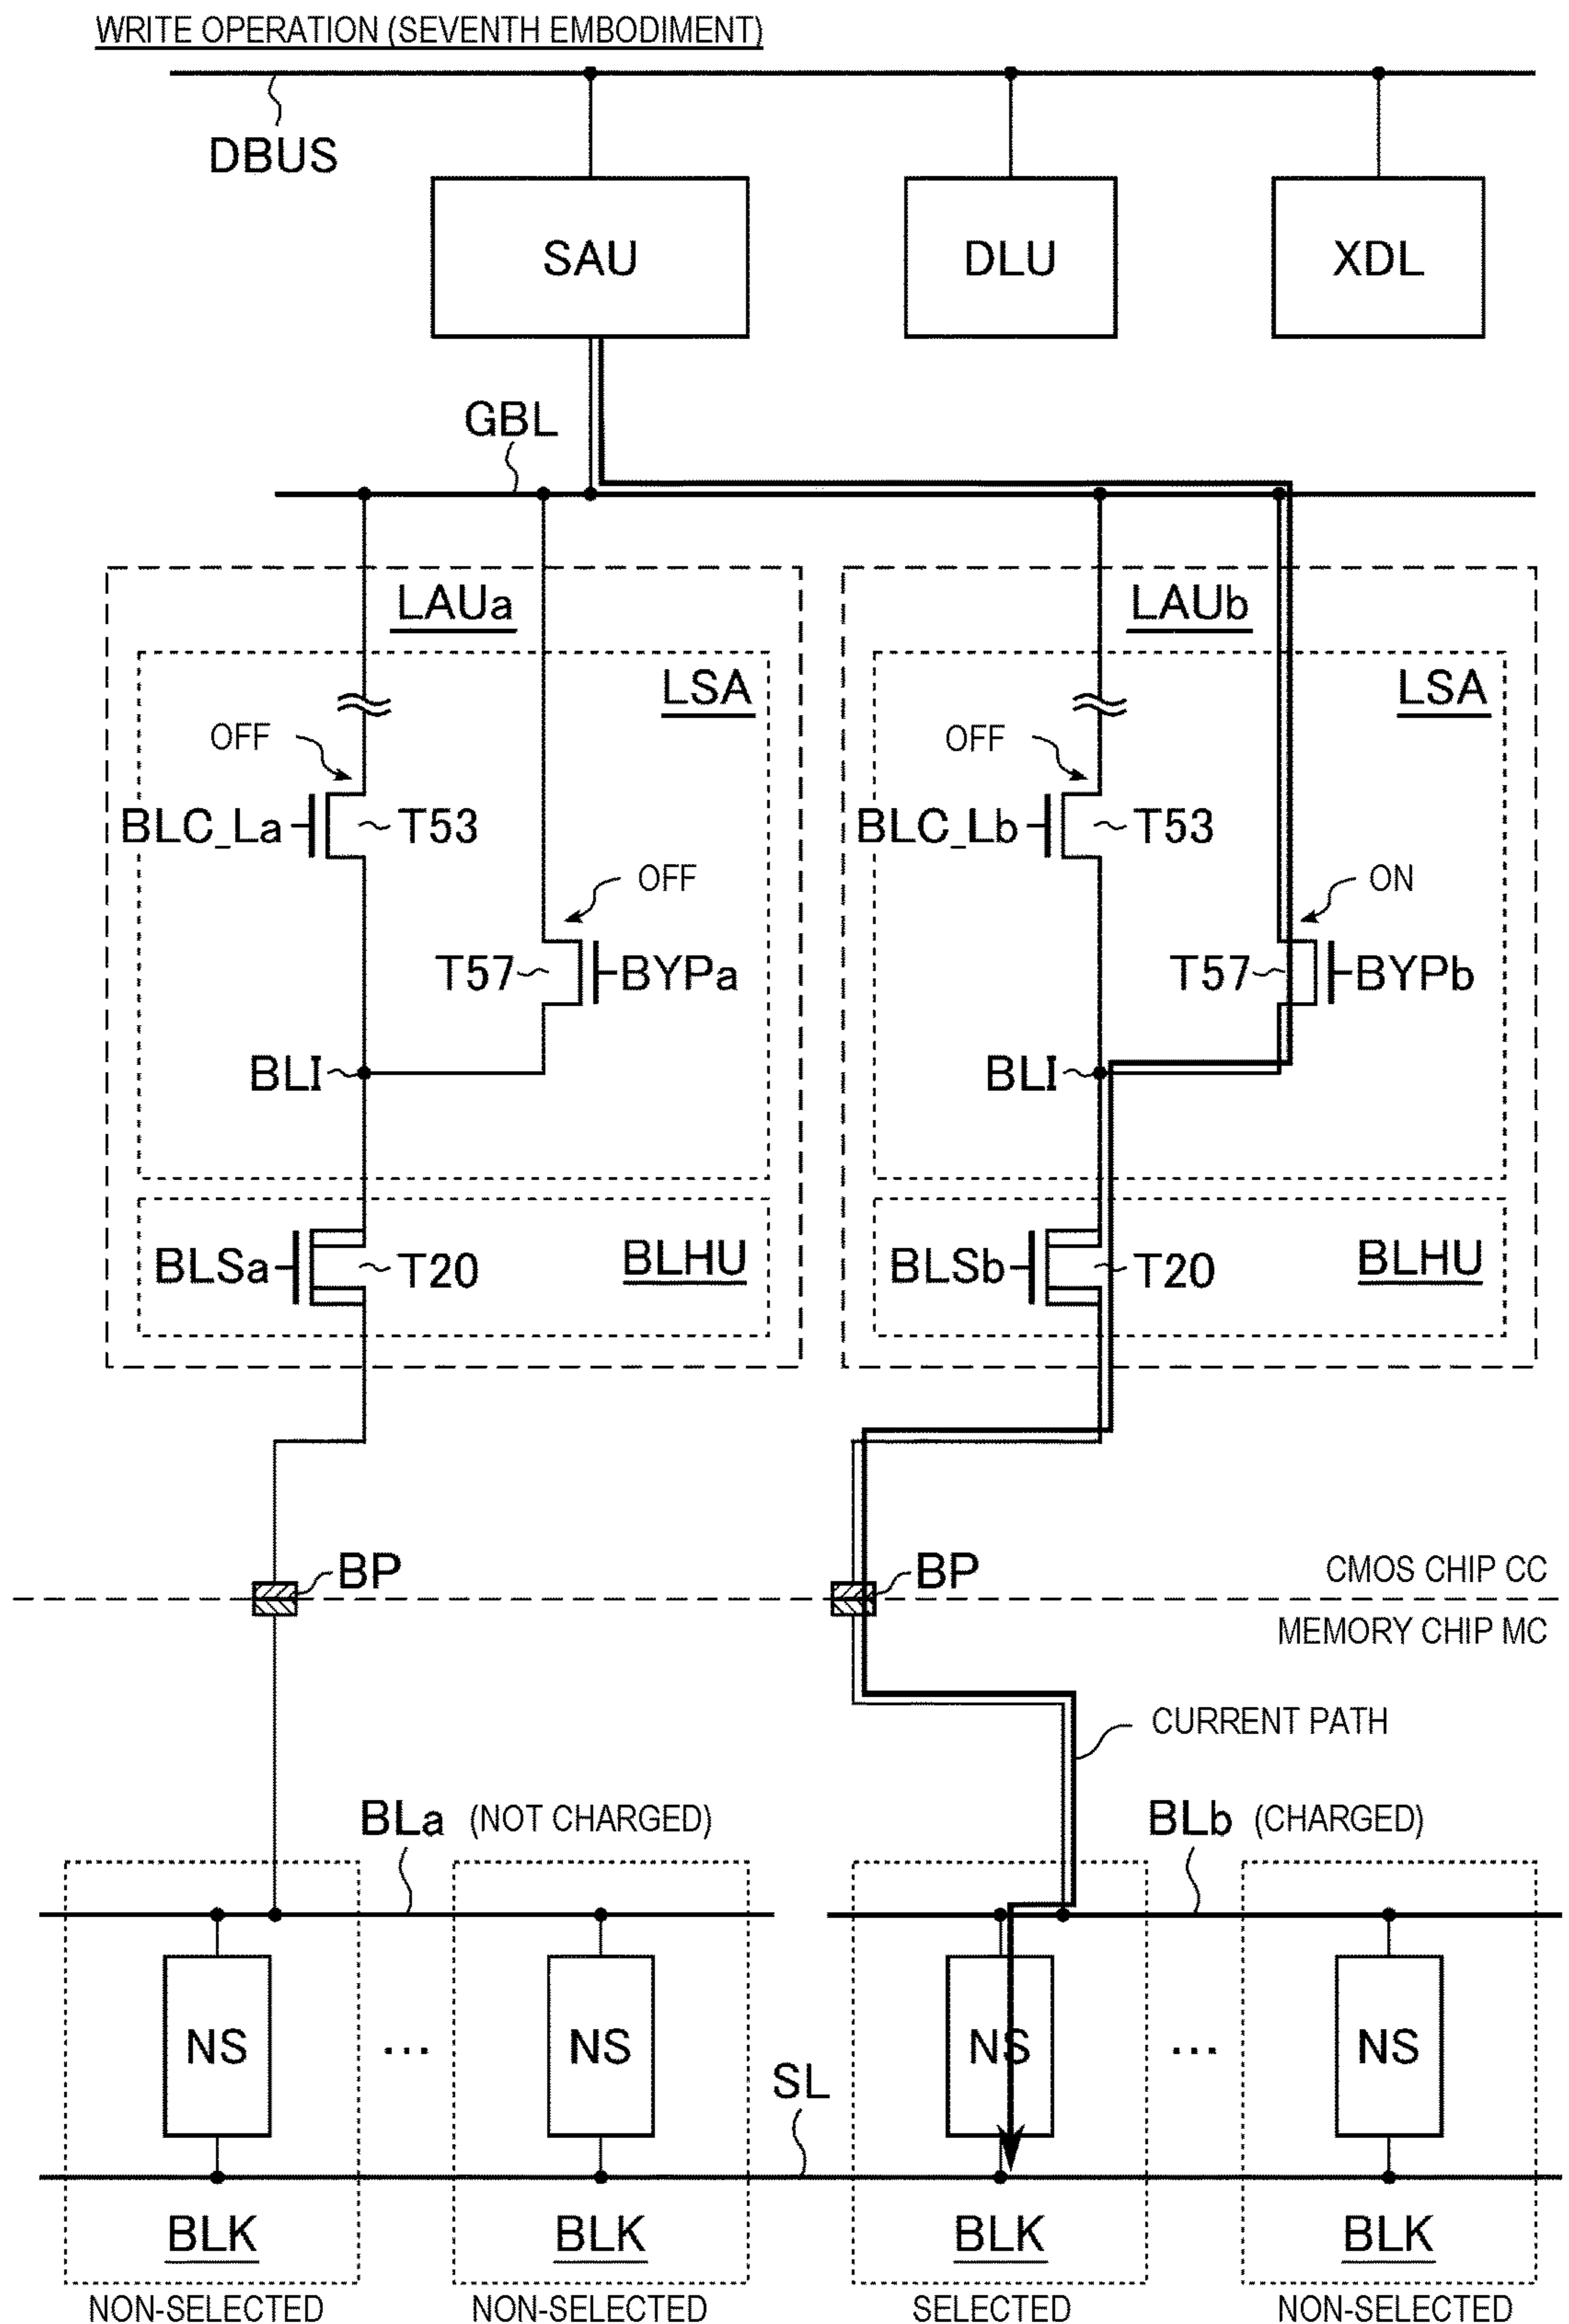 WRITE OPERATION (SEVENTH EMBODIMENT)
DBUS
SAU DLU XDL
GBL
LAUa LAUb
LSA LSA
OFF OFF
BLC_La T53 BLC_Lb T53
OFF ON
T57 BYPa T57 BYPb
BLI BLI
BLSa T20 BLHU BLSb T20 BLHU
BP BP CMOS CHIP CC
MEMORY CHIP MC
CURRENT PATH
BLa (NOT CHARGED) BLb (CHARGED)
NS ... NS NS ... NS
SL
BLK BLK BLK BLK
NON-SELECTED NON-SELECTED SELECTED NON-SELECTED